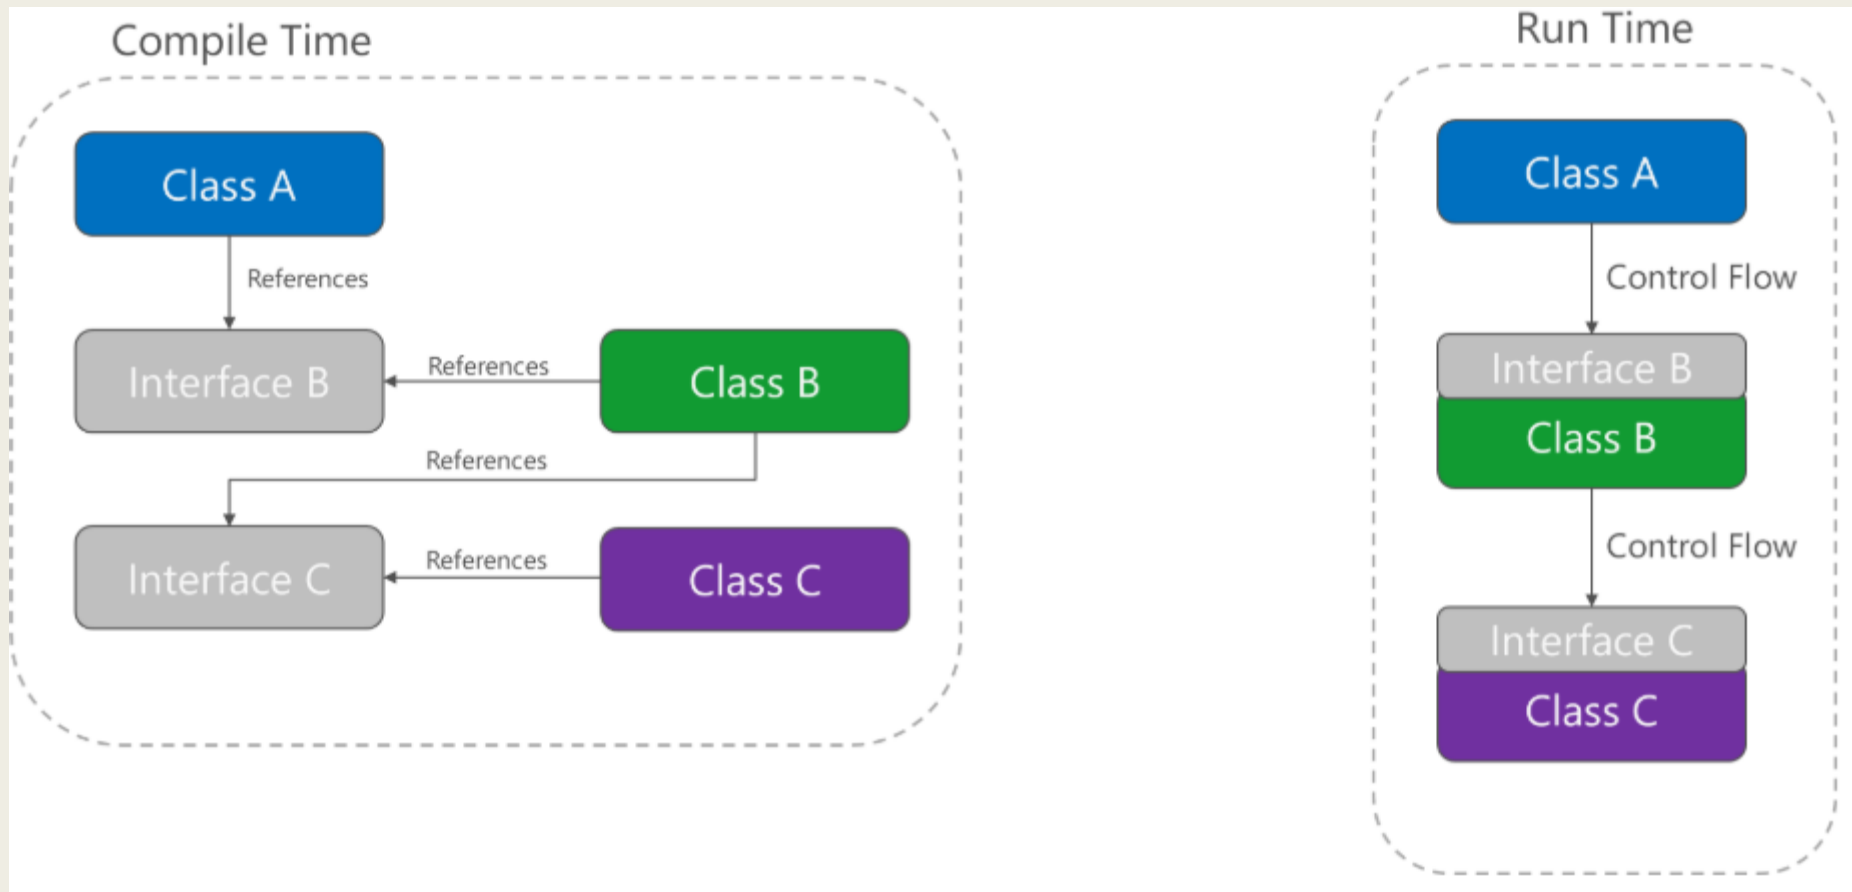 Compile Time
Class A
References
Interface B
References
Class B
References
Interface C
References
Class C
Run Time
Class A
Control Flow
Interface B
Class B
Control Flow
Interface C
Class C